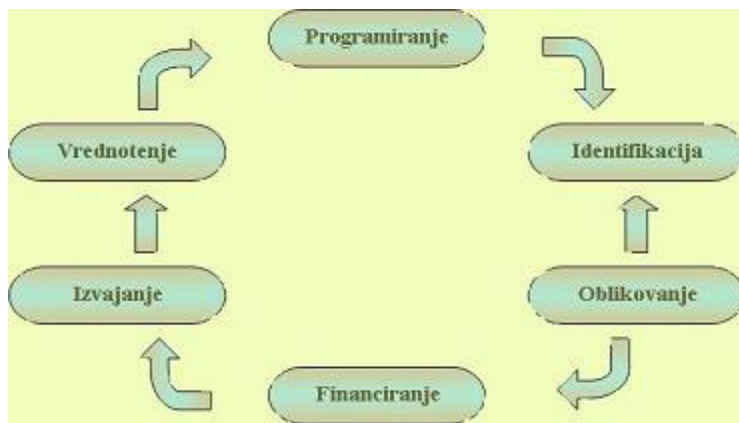 Programiranje
Vrednotenje
Identifikacija
Izvajanje
Oblikovanje
Financiranje